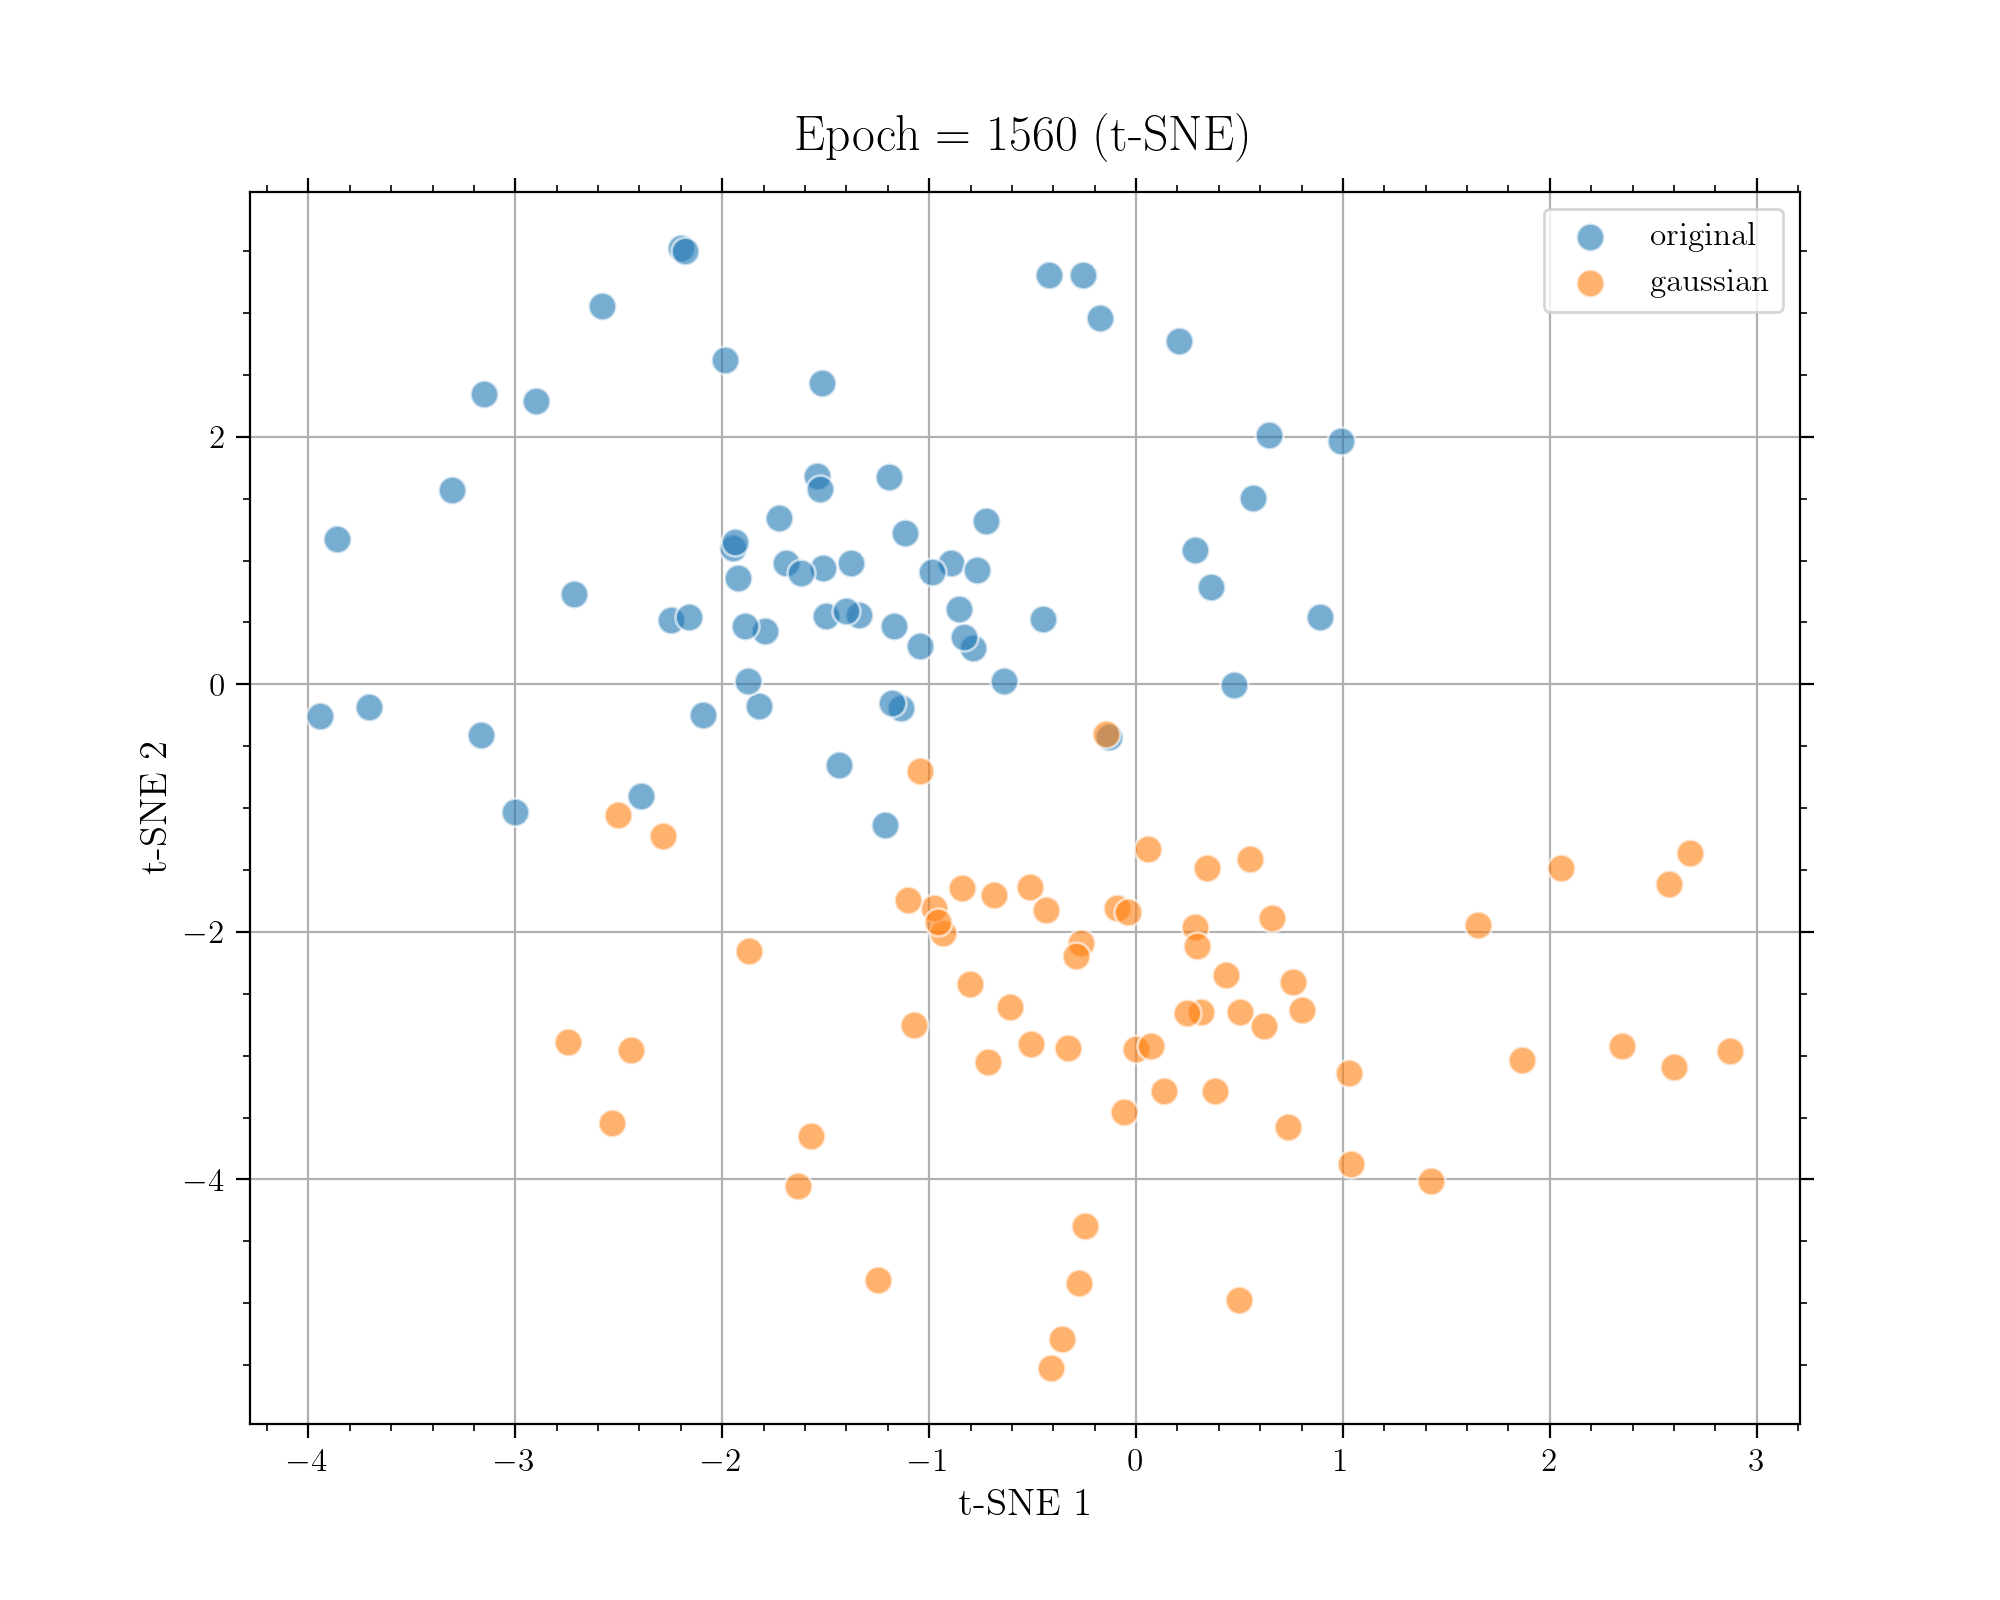 Epoch = 1560 (t-SNE)
original
gaussian
2
0
−2
−4
t-SNE 2
−4 −3 −2 −1 0 1 2 3
t-SNE 1